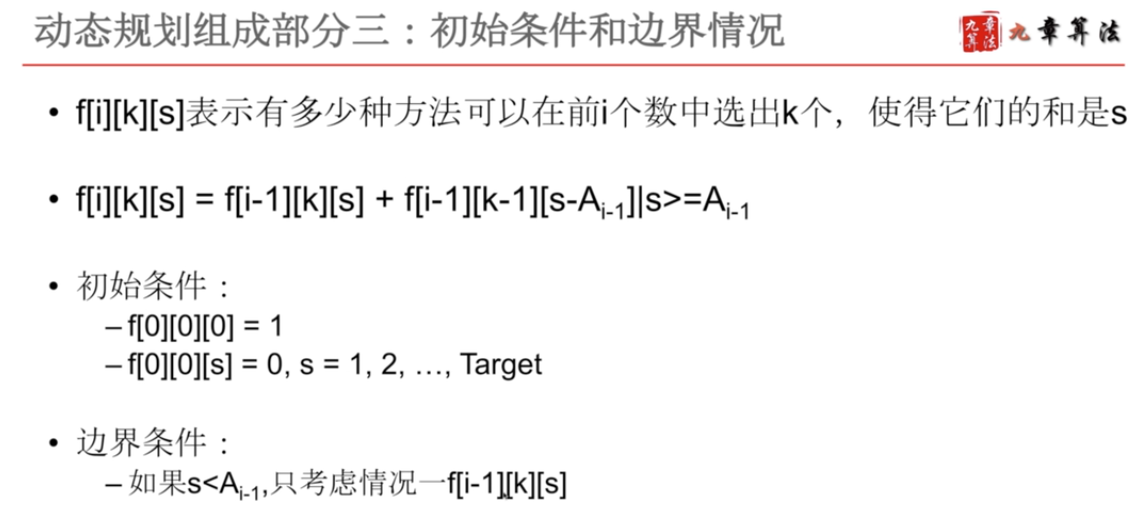 动态规划组成部分三：初始条件和边界情况
九章算法 九章算法
• f[i][k][s]表示有多少种方法可以在前i个数中选出k个，使得它们的和是s
• f[i][k][s] = f[i-1][k][s] + f[i-1][k-1][s-Ai-1]|s>=Ai-1
• 初始条件：
– f[0][0][0] = 1
– f[0][0][s] = 0, s = 1, 2, …, Target
• 边界条件：
– 如果s<Ai-1,只考虑情况一f[i-1][k][s]